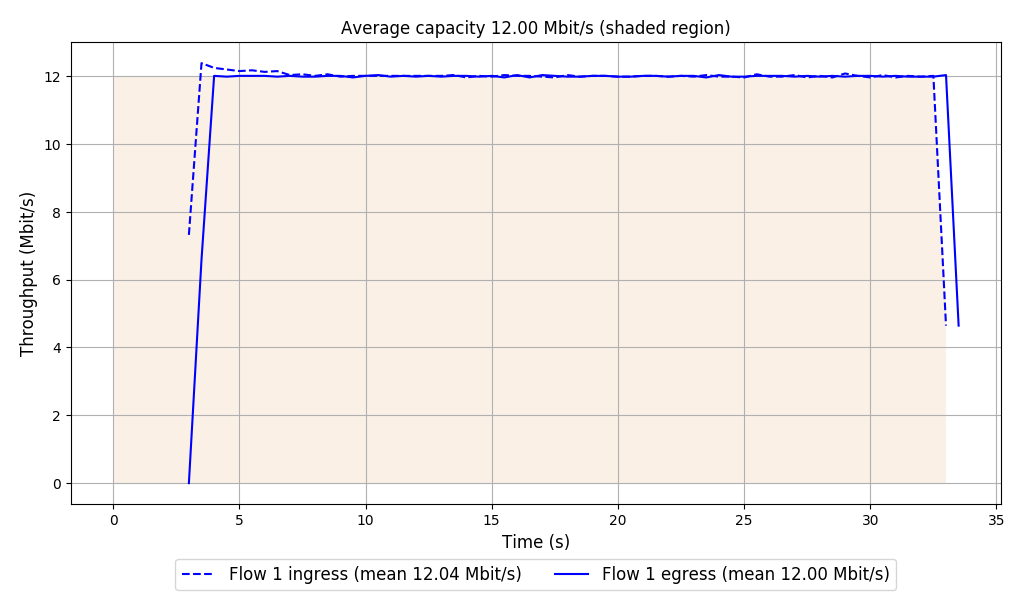 Average capacity 12.00 Mbit/s (shaded region)
Throughput (Mbit/s)
12
10
8
6
4
2
0
0 5 10 15 20 25 30 35
Time (s)
Flow 1 ingress (mean 12.04 Mbit/s) Flow 1 egress (mean 12.00 Mbit/s)